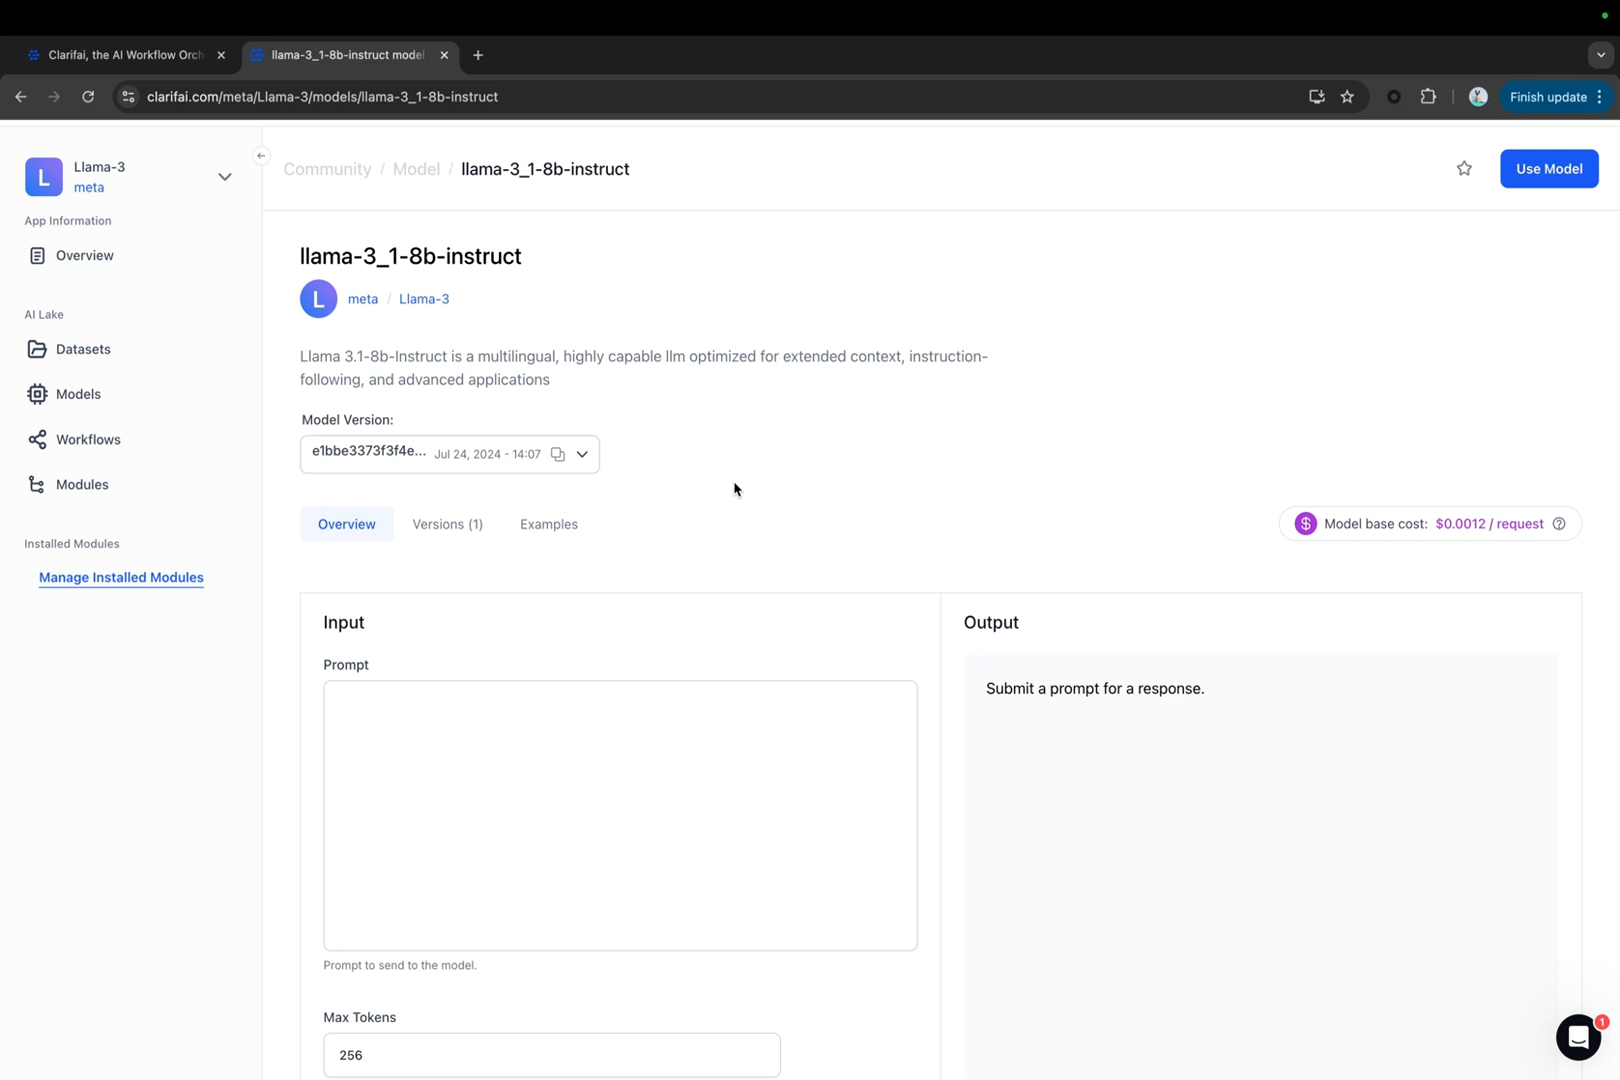 Clarifai, the AI Workflow Orch
llama-3_1-8b-instruct model
clarifai.com/meta/Llama-3/models/llama-3_1-8b-instruct
Finish update
L
Llama-3
meta
App Information
Overview
AI Lake
Datasets
Models
Workflows
Modules
Installed Modules
Manage Installed Modules
Community / Model / llama-3_1-8b-instruct
Use Model
llama-3_1-8b-instruct
L
meta / Llama-3
Llama 3.1-8b-Instruct is a multilingual, highly capable llm optimized for extended context, instruction-
following, and advanced applications
Model Version:
e1bbe3373f3f4e... Jul 24, 2024 - 14:07
Overview Versions (1) Examples
$ Model base cost: $0.0012 / request ?
Input
Prompt
Prompt to send to the model.
Max Tokens
256
Output
Submit a prompt for a response.
1